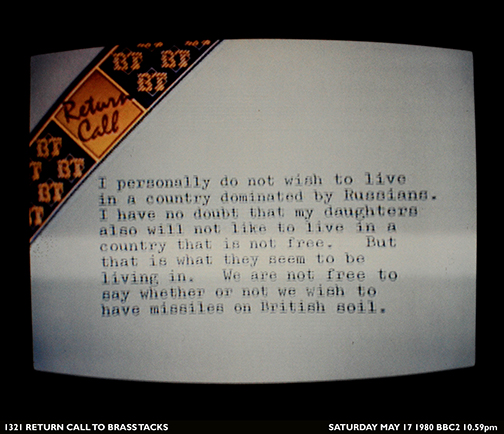 BT BT
BT
Return
Call
BT
BT
BT
BT
I personally do not wish to live
in a country dominated by Russians.
I have no doubt that my daughters
also will not like to live in a
country that is not free. But
that is what they seem to be
living in. We are not free to
say whether or not we wish to
have missiles on British soil.
1321 RETURN CALL TO BRASS TACKS
SATURDAY MAY 17 1980 BBC2 10.59pm